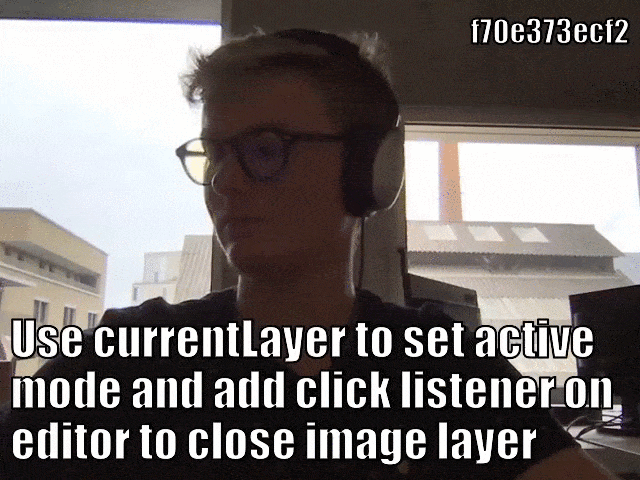 f70e373ecf2
Use currentLayer to set active
mode and add click listener on
editor to close image layer